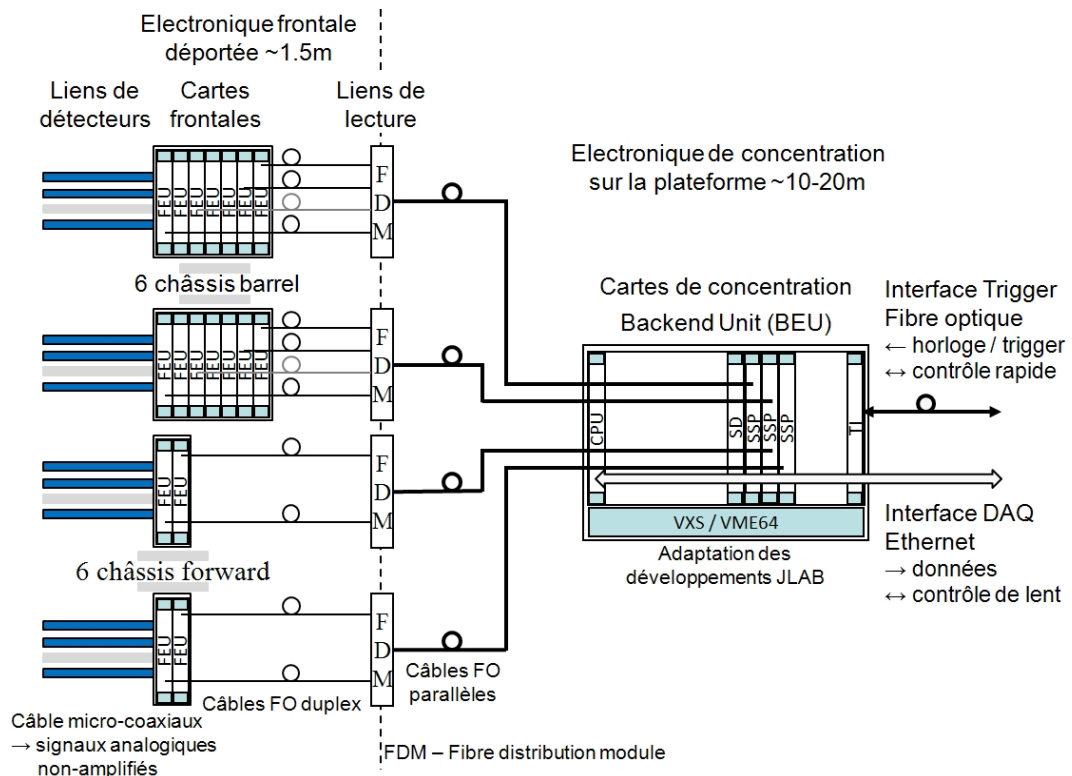 Electronique frontale
déportée ~1.5m
Liens de
détecteurs
Cartes
frontales
Liens de
lecture
Electronique de concentration
sur la plateforme ~10-20m
FEU
FEU
FEU
FEU
FEU
FEU
FEU
F
D
M
6 châssis barrel
FEU
FEU
FEU
FEU
FEU
FEU
FEU
F
D
M
Cartes de concentration
Backend Unit (BEU)
Interface Trigger
Fibre optique
← horloge / trigger
↔ contrôle rapide
CPU
SD
SSP
SSP
SSP
TI
VXS / VME64
Adaptation des
développements JLAB
Interface DAQ
Ethernet
→ données
↔ contrôle de lent
FEU
FEU
F
D
M
6 châssis forward
FEU
FEU
F
D
M
Câbles FO duplex
Câbles FO
parallèles
Câble micro-coaxiaux
→ signaux analogiques
non-amplifiés
FDM – Fibre distribution module